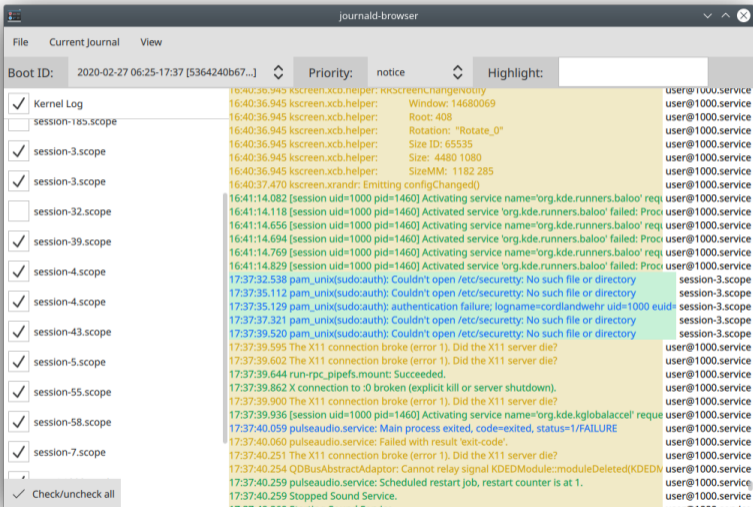 journald-browser
File Current Journal View
Boot ID: 2020-02-27 06:25-17:37 [5364240b67...] Priority: notice Highlight:
Kernel Log
session-185.scope
session-3.scope
session-3.scope
session-32.scope
session-39.scope
session-4.scope
session-4.scope
session-43.scope
session-5.scope
session-55.scope
session-58.scope
session-7.scope
Check/uncheck all
16:40:36.945 kscreen.xcb.helper: RRScreenChangeNotify user@1000.service
16:40:36.945 kscreen.xcb.helper: Window: 14680069 user@1000.service
16:40:36.945 kscreen.xcb.helper: Root: 408 user@1000.service
16:40:36.945 kscreen.xcb.helper: Rotation: "Rotate_0" user@1000.service
16:40:36.945 kscreen.xcb.helper: Size ID: 65535 user@1000.service
16:40:36.945 kscreen.xcb.helper: Size: 4480 1080 user@1000.service
16:40:36.945 kscreen.xcb.helper: SizeMM: 1182 285 user@1000.service
16:40:37.470 kscreen.xrandr: Emitting configChanged() user@1000.service
16:41:14.082 [session uid=1000 pid=1460] Activating service name='org.kde.runners.baloo' requ user@1000.service
16:41:14.118 [session uid=1000 pid=1460] Activated service 'org.kde.runners.baloo' failed: Proc user@1000.service
16:41:14.656 [session uid=1000 pid=1460] Activating service name='org.kde.runners.baloo' requ user@1000.service
16:41:14.694 [session uid=1000 pid=1460] Activated service 'org.kde.runners.baloo' failed: Proc user@1000.service
16:41:14.769 [session uid=1000 pid=1460] Activating service name='org.kde.runners.baloo' requ user@1000.service
16:41:14.829 [session uid=1000 pid=1460] Activated service 'org.kde.runners.baloo' failed: Proc user@1000.service
17:37:32.538 pam_unix(sudo:auth): Couldn't open /etc/securetty: No such file or directory session-3.scope
17:37:35.112 pam_unix(sudo:auth): Couldn't open /etc/securetty: No such file or directory session-3.scope
17:37:35.129 pam_unix(sudo:auth): authentication failure; logname=cordlandwehr uid=1000 euid= session-3.scope
17:37:37.321 pam_unix(sudo:auth): Couldn't open /etc/securetty: No such file or directory session-3.scope
17:37:39.520 pam_unix(sudo:auth): Couldn't open /etc/securetty: No such file or directory session-3.scope
17:37:39.595 The X11 connection broke (error 1). Did the X11 server die? user@1000.service
17:37:39.602 The X11 connection broke (error 1). Did the X11 server die? user@1000.service
17:37:39.644 run-rpc_pipefs.mount: Succeeded. user@1000.service
17:37:39.862 X connection to :0 broken (explicit kill or server shutdown). user@1000.service
17:37:39.900 The X11 connection broke (error 1). Did the X11 server die? user@1000.service
17:37:39.936 [session uid=1000 pid=1460] Activating service name='org.kde.kglobalaccel' reque user@1000.service
17:37:40.059 pulseaudio.service: Main process exited, code=exited, status=1/FAILURE user@1000.service
17:37:40.060 pulseaudio.service: Failed with result 'exit-code'. user@1000.service
17:37:40.251 The X11 connection broke (error 1). Did the X11 server die? user@1000.service
17:37:40.254 QDBusAbstractAdaptor: Cannot relay signal KDEDModule::moduleDeleted(KDEDM user@1000.service
17:37:40.259 pulseaudio.service: Scheduled restart job, restart counter is at 1. user@1000.service
17:37:40.259 Stopped Sound Service. user@1000.service